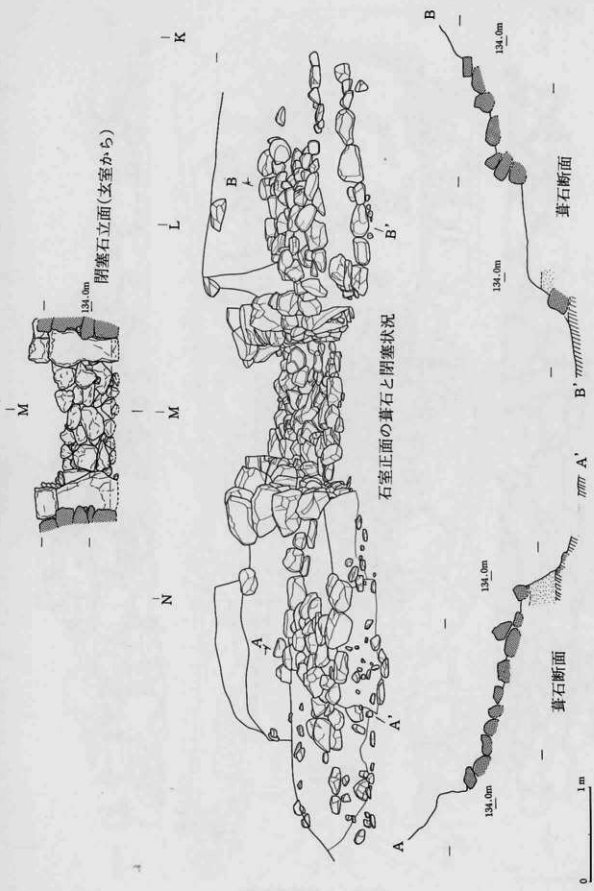 M
134.0m
閉塞石立面(玄室から)
M
N
M
L
K
A
A'
B
B'
石室正面の葺石と閉塞状況
A
134.0m
134.0m
A'
葺石断面
B
134.0m
134.0m
B'
葺石断面
0
1m